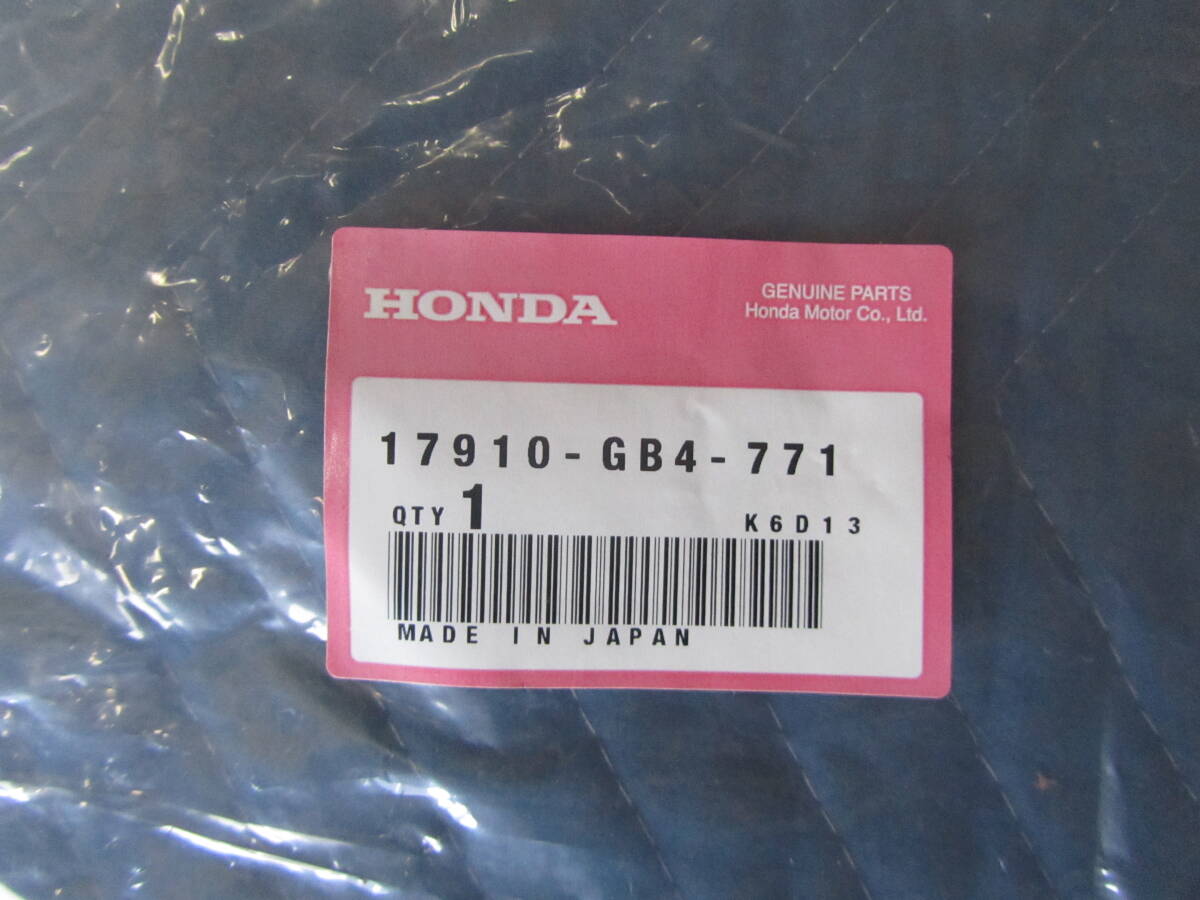 HONDA
GENUINE PARTS
Honda Motor Co., Ltd.
17910-GB4-771
QTY 1
K6D13
MADE IN JAPAN